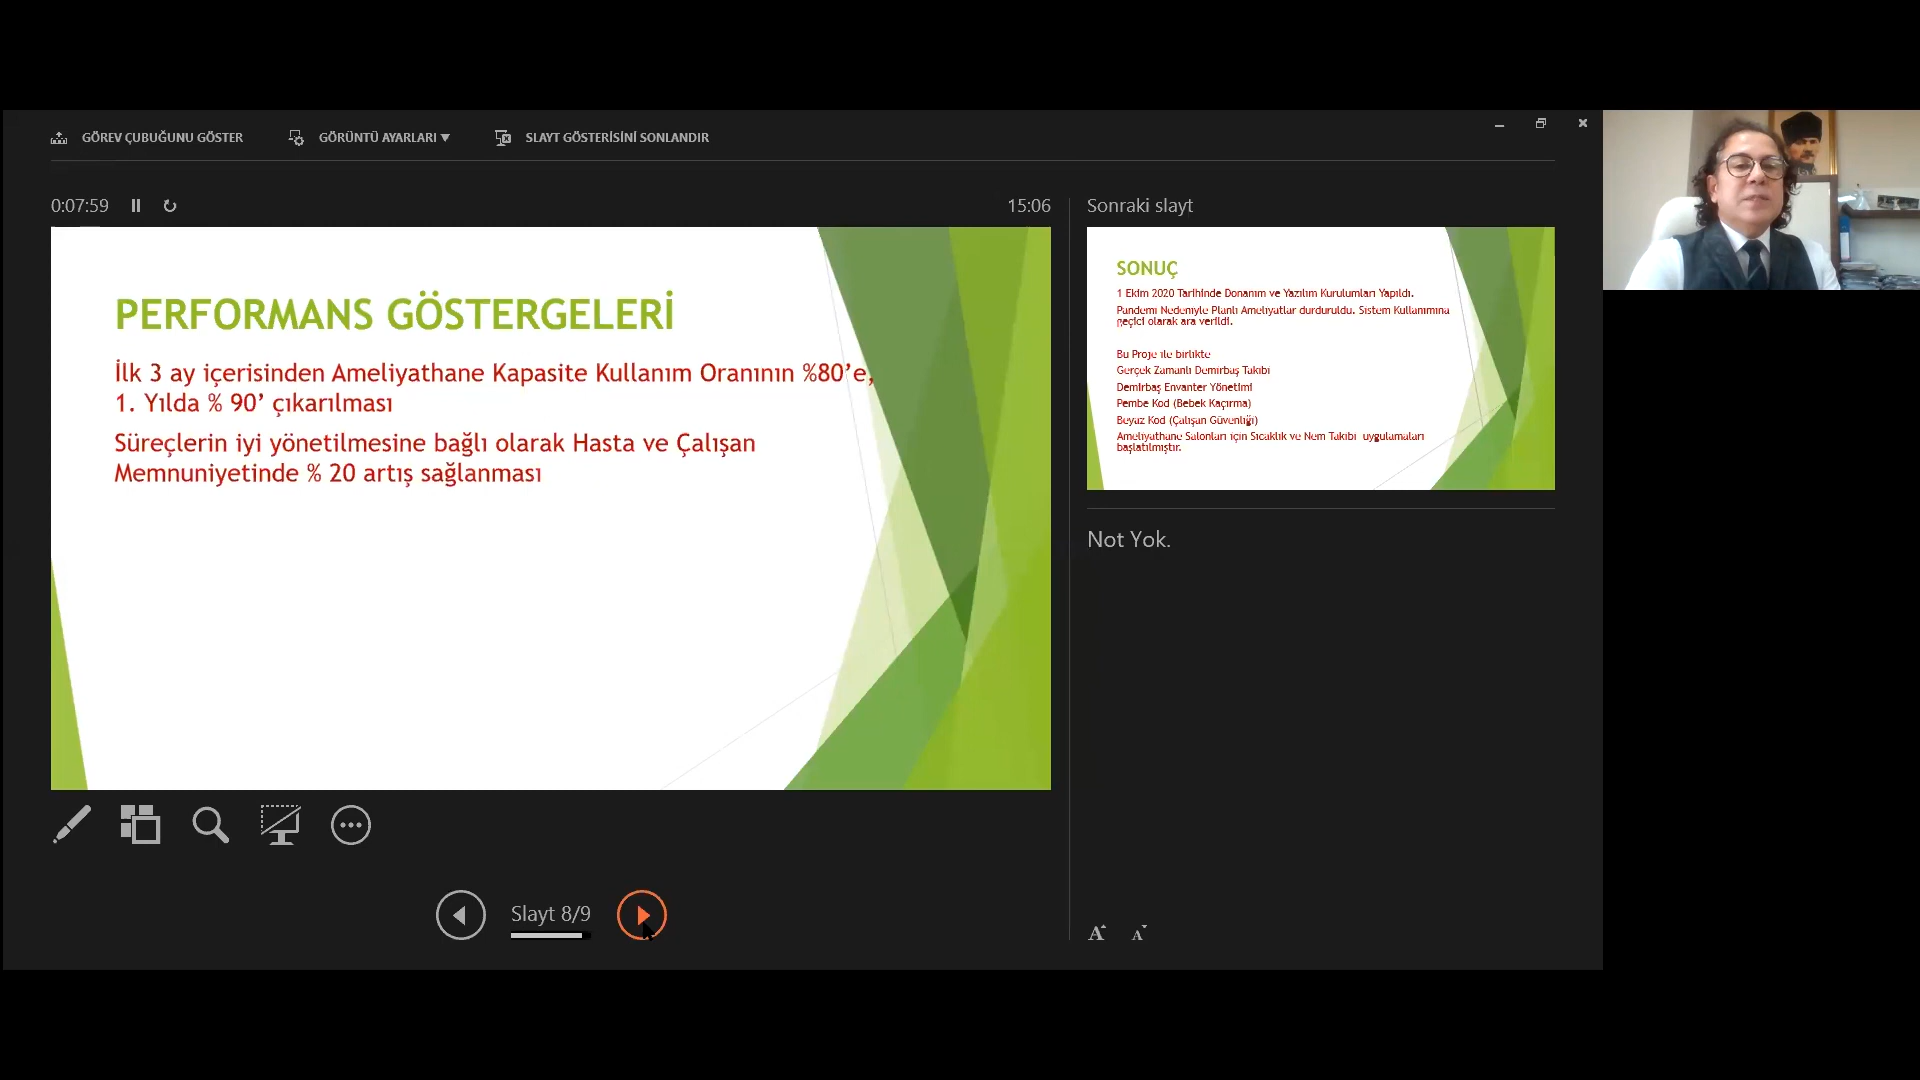 GÖREV ÇUBUĞUNU GÖSTER
GÖRÜNTÜ AYARLARI ▼
SLAYT GÖSTERİSİNİ SONLANDIR
0:07:59
15:06
PERFORMANS GÖSTERGELERİ
İlk 3 ay içerisinden Ameliyathane Kapasite Kullanım Oranının %80’e,
1. Yılda % 90’ çıkarılması
Süreçlerin iyi yönetilmesine bağlı olarak Hasta ve Çalışan
Memnuniyetinde % 20 artış sağlanması
Slayt 8/9
Sonraki slayt
SONUÇ
1 Ekim 2020 Tarihinde Donanım ve Yazılım Kurulumları Yapıldı.
Pandemi Nedeniyle Planlı Ameliyatlar durduruldu. Sistem Kullanımına
geçici olarak ara verildi.
Bu Proje ile birlikte
Gerçek Zamanlı Demirbaş Takibi
Demirbaş Envanter Yönetimi
Pembe Kod (Bebek Kaçırma)
Beyaz Kod (Çalışan Güvenliği)
Ameliyathane Salonları için Sıcaklık ve Nem Takibi uygulamaları
başlatılmıştır.
Not Yok.
A A